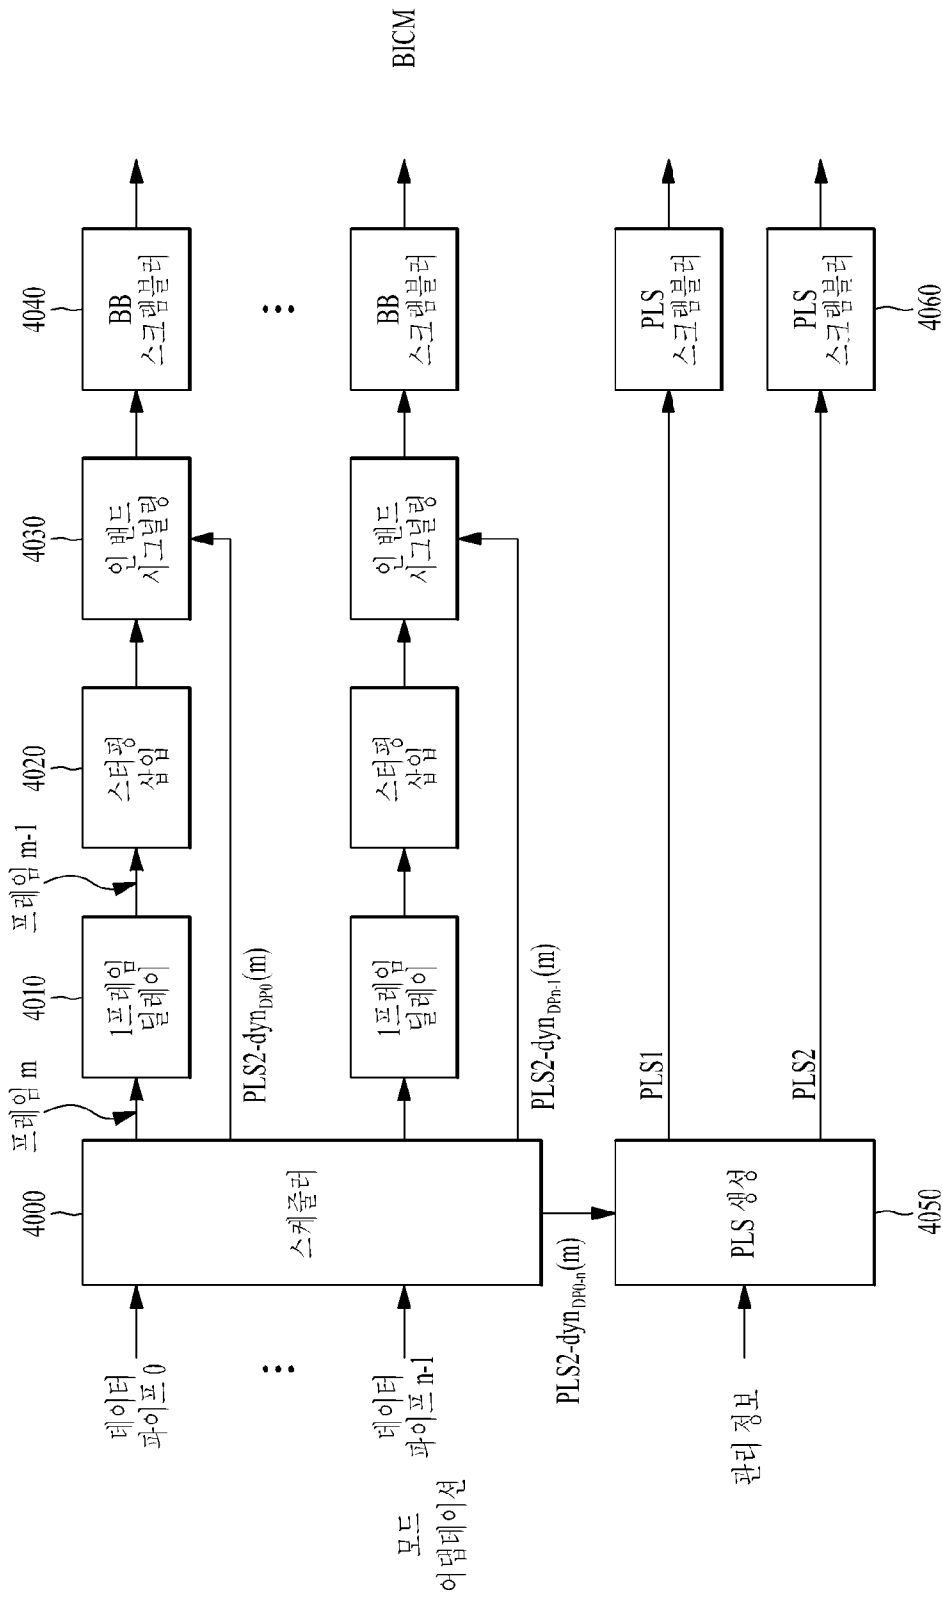 모드
어댑테이션
데이터
파이프 0
데이터
파이프 n-1
관리 정보
4000
스케줄러
PLS2-dynDP0-n(m)
PLS 생성
4050
프레임 m
PLS2-dynDP0(m)
PLS2-dynDPn-1(m)
PLS1
PLS2
4010
1프레임
딜레이
1프레임
딜레이
프레임 m-1
4020
스터핑
삽입
스터핑
삽입
4030
인 밴드
시그널링
인 밴드
시그널링
4040
BB
스크램블러
BB
스크램블러
PLS
스크램블러
PLS
스크램블러
4060
BICM